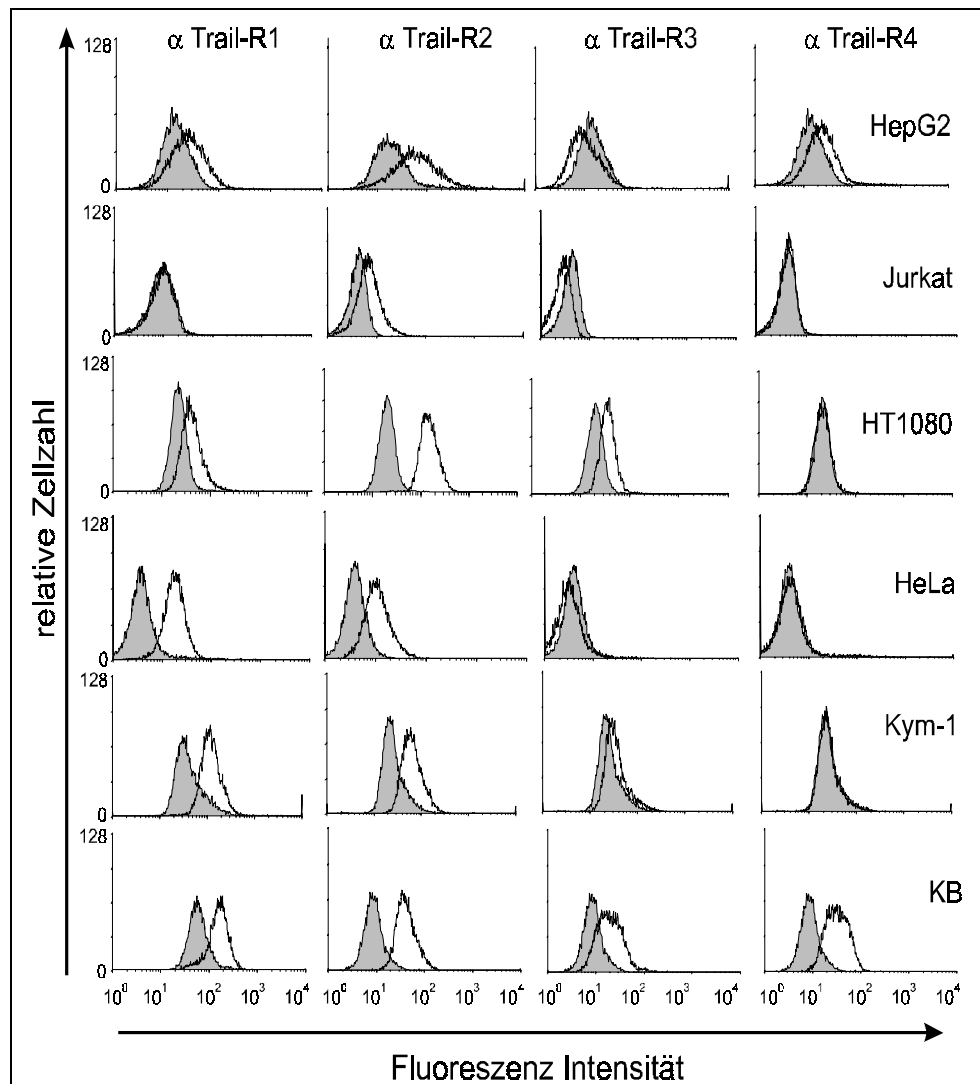 α Trail-R1 α Trail-R2 α Trail-R3 α Trail-R4
128
0
HepG2
128
0
Jurkat
128
0
HT1080
128
0
HeLa
128
0
Kym-1
128
0
KB
10⁰ 10¹ 10² 10³ 10⁴ 10⁰ 10¹ 10² 10³ 10⁴ 10⁰ 10¹ 10² 10³ 10⁴ 10⁰ 10¹ 10² 10³ 10⁴
relative Zellzahl
Fluoreszenz Intensität